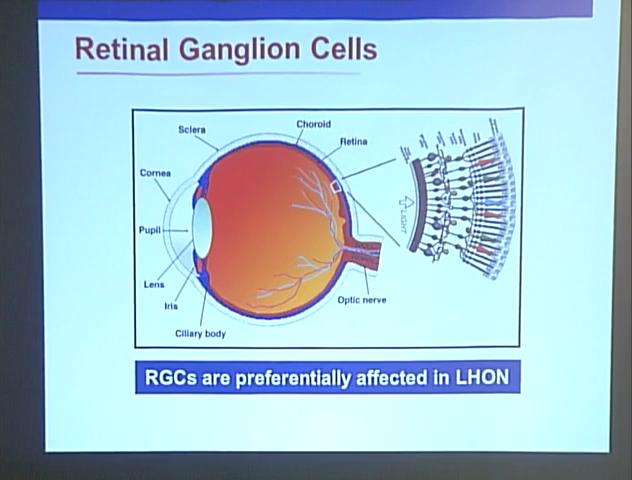 Retinal Ganglion Cells
Sclera
Choroid
Retina
Cornea
Pupil
Lens
Iris
Ciliary body
Optic nerve
LIGHT
RGCs are preferentially affected in LHON